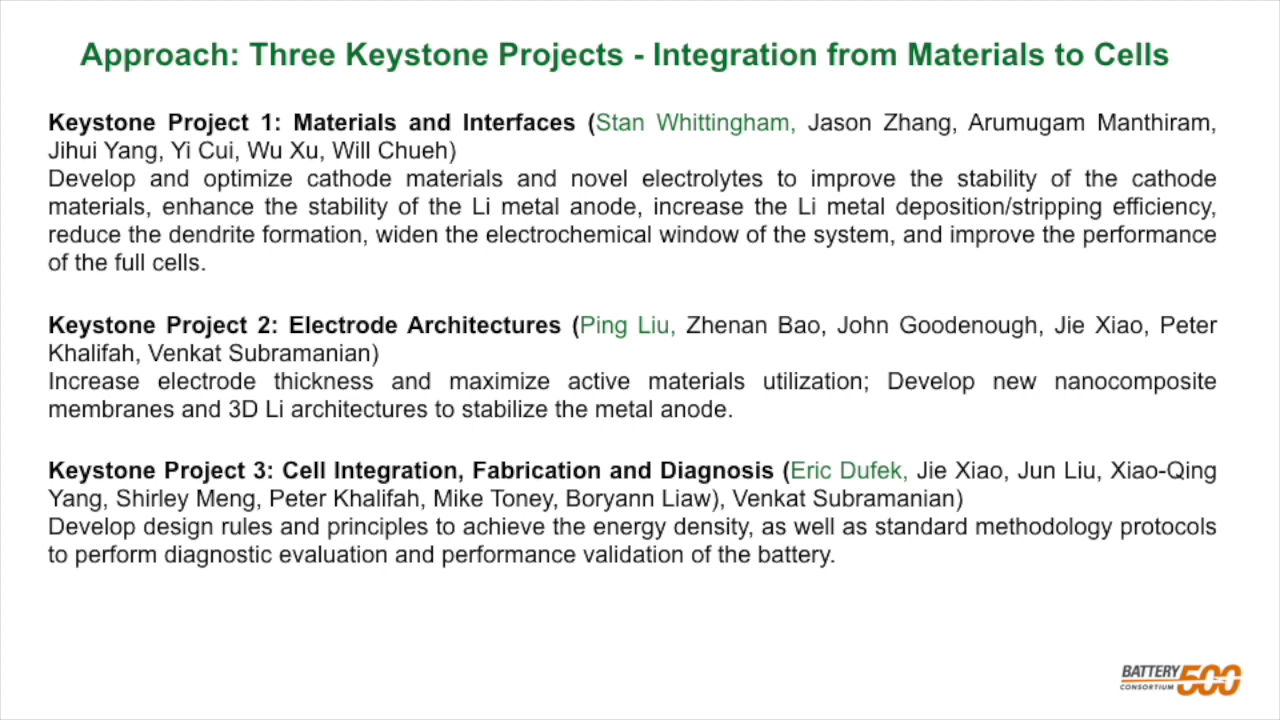 Approach: Three Keystone Projects - Integration from Materials to Cells
Keystone Project 1: Materials and Interfaces (Stan Whittingham, Jason Zhang, Arumugam Manthiram,
Jihui Yang, Yi Cui, Wu Xu, Will Chueh)
Develop and optimize cathode materials and novel electrolytes to improve the stability of the cathode
materials, enhance the stability of the Li metal anode, increase the Li metal deposition/stripping efficiency,
reduce the dendrite formation, widen the electrochemical window of the system, and improve the performance
of the full cells.
Keystone Project 2: Electrode Architectures (Ping Liu, Zhenan Bao, John Goodenough, Jie Xiao, Peter
Khalifah, Venkat Subramanian)
Increase electrode thickness and maximize active materials utilization; Develop new nanocomposite
membranes and 3D Li architectures to stabilize the metal anode.
Keystone Project 3: Cell Integration, Fabrication and Diagnosis (Eric Dufek, Jie Xiao, Jun Liu, Xiao-Qing
Yang, Shirley Meng, Peter Khalifah, Mike Toney, Boryann Liaw), Venkat Subramanian)
Develop design rules and principles to achieve the energy density, as well as standard methodology protocols
to perform diagnostic evaluation and performance validation of the battery.
BATTERY 500
CONSORTIUM